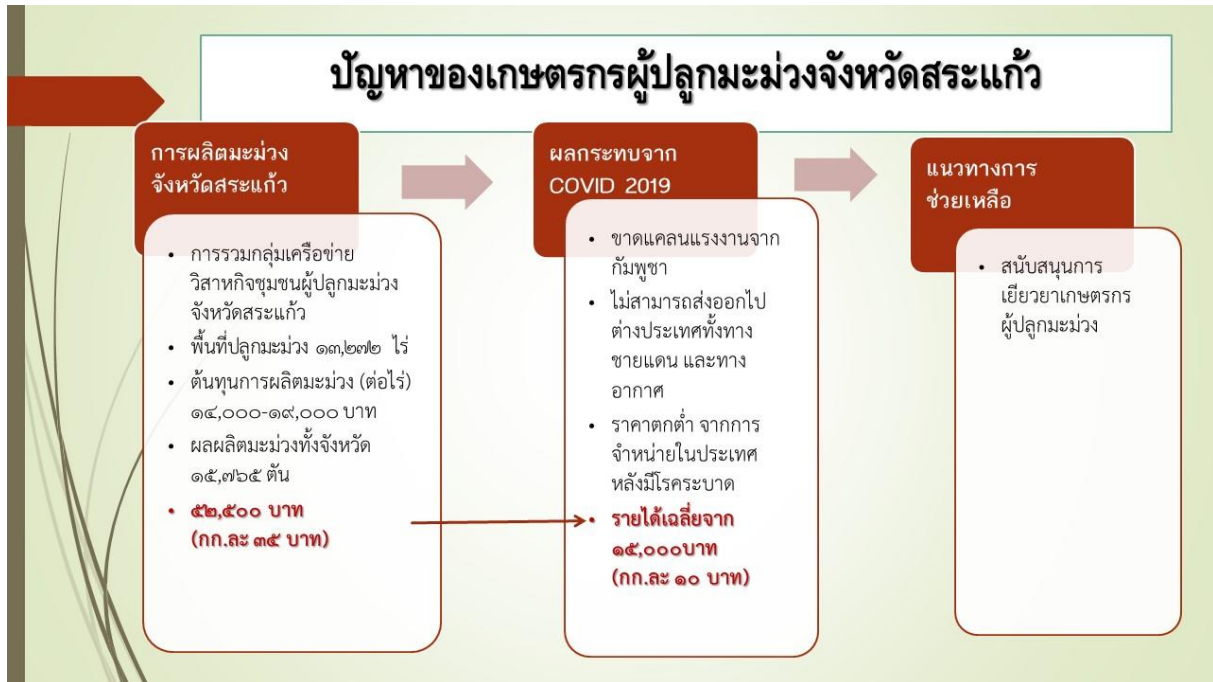 ปัญหาของเกษตรกรผู้ปลูกมะม่วงจังหวัดสระแก้ว
การผลิตมะม่วง
จังหวัดสระแก้ว
• การรวมกลุ่มเครือข่าย
วิสาหกิจชุมชนผู้ปลูกมะม่วง
จังหวัดสระแก้ว
• พื้นที่ปลูกมะม่วง ๑๓,๒๗๒ ไร่
• ต้นทุนการผลิตมะม่วง (ต่อไร่)
๑๔,๐๐๐-๑๙,๐๐๐ บาท
• ผลผลิตมะม่วงทั้งจังหวัด
๑๕,๗๖๕ ตัน
• ๕๒,๕๐๐ บาท
(กก.ละ ๓๕ บาท)
ผลกระทบจาก
COVID 2019
• ขาดแคลนแรงงานจาก
กัมพูชา
• ไม่สามารถส่งออกไป
ต่างประเทศทั้งทาง
ชายแดน และทาง
อากาศ
• ราคาตกต่ำ จากการ
จำหน่ายในประเทศ
หลังมีโรคระบาด
• รายได้เฉลี่ยจาก
๑๕,๐๐๐บาท
(กก.ละ ๑๐ บาท)
แนวทางการ
ช่วยเหลือ
• สนับสนุนการ
เยียวยาเกษตรกร
ผู้ปลูกมะม่วง